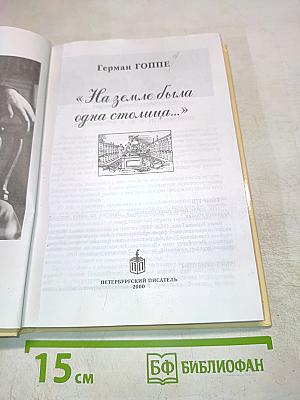 Герман ГОППЕ
«На земле была
одна столица...»
ПЕТЕРБУРГСКИЙ ПИСАТЕЛЬ
2000
15 см
БФ БИБЛИОФАН